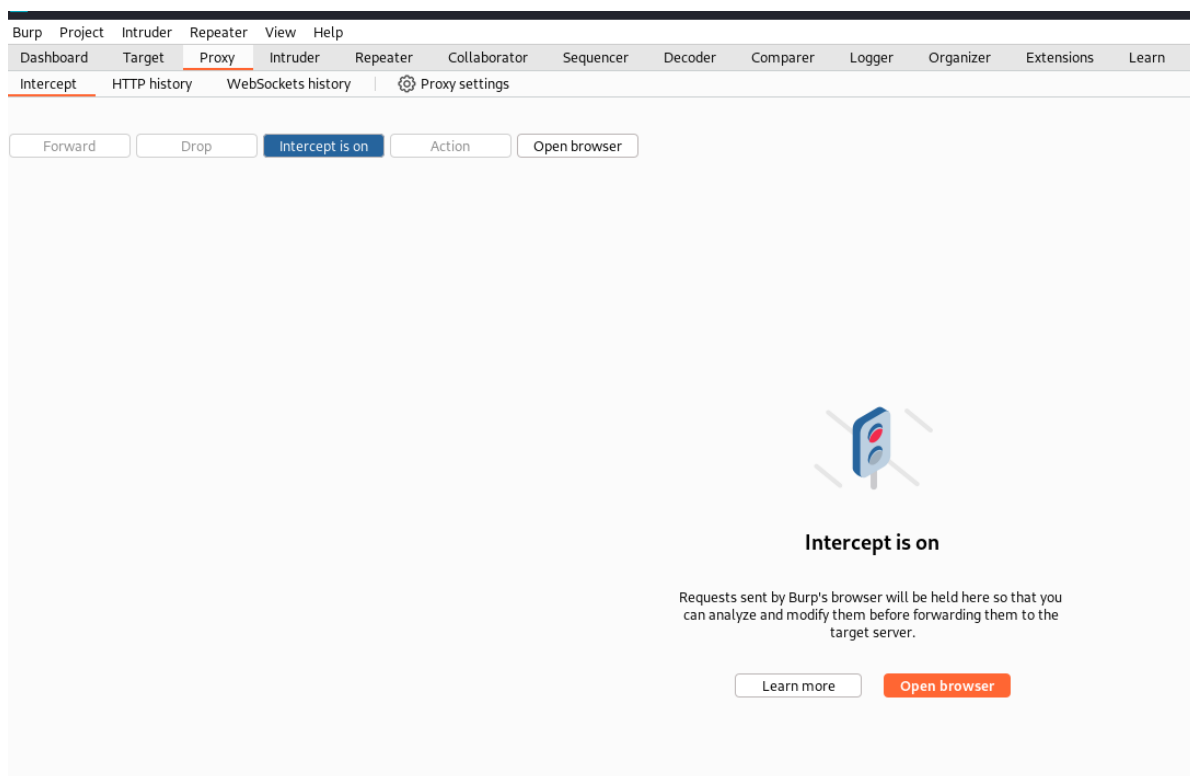 Burp Project Intruder Repeater View Help
Dashboard Target Proxy Intruder Repeater Collaborator Sequencer Decoder Comparer Logger Organizer Extensions Learn
Intercept HTTP history WebSockets history Proxy settings
Forward Drop Intercept is on Action Open browser
Intercept is on
Requests sent by Burp's browser will be held here so that you
can analyze and modify them before forwarding them to the
target server.
Learn more Open browser